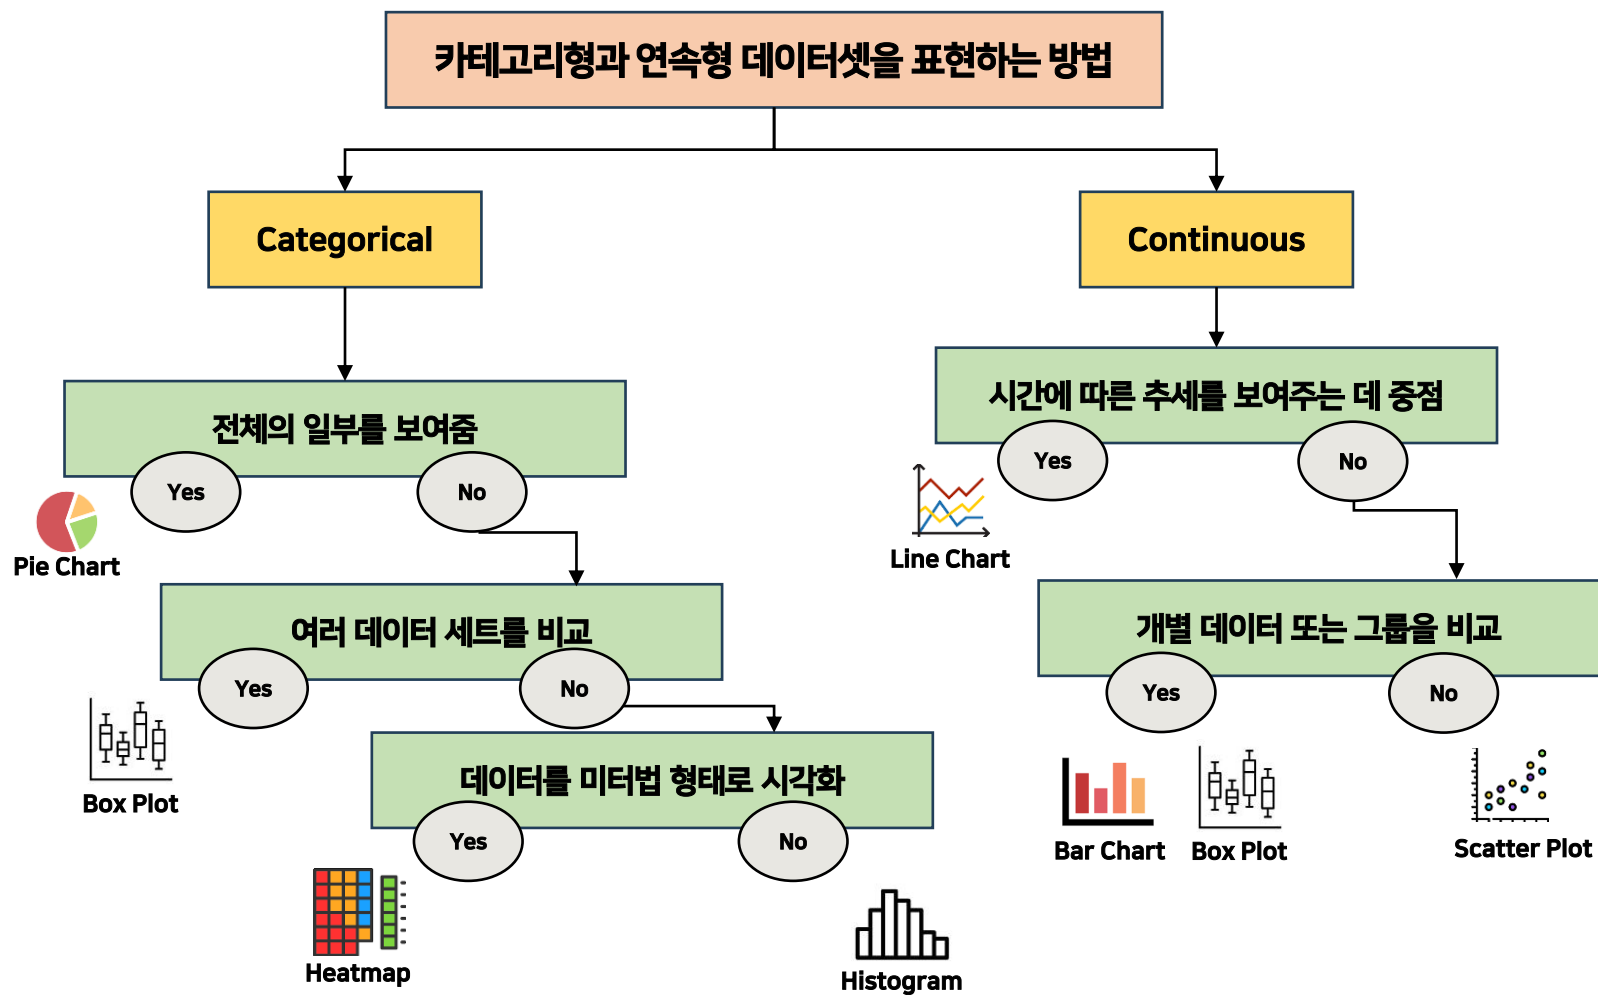 카테고리형과 연속형 데이터셋을 표현하는 방법
Categorical
Continuous
전체의 일부를 보여줌
Yes
No
Pie Chart
시간에 따른 추세를 보여주는 데 중점
Yes
No
Line Chart
여러 데이터 세트를 비교
Yes
No
Box Plot
개별 데이터 또는 그룹을 비교
Yes
No
Bar Chart
Box Plot
Scatter Plot
데이터를 미터법 형태로 시각화
Yes
No
Heatmap
Histogram